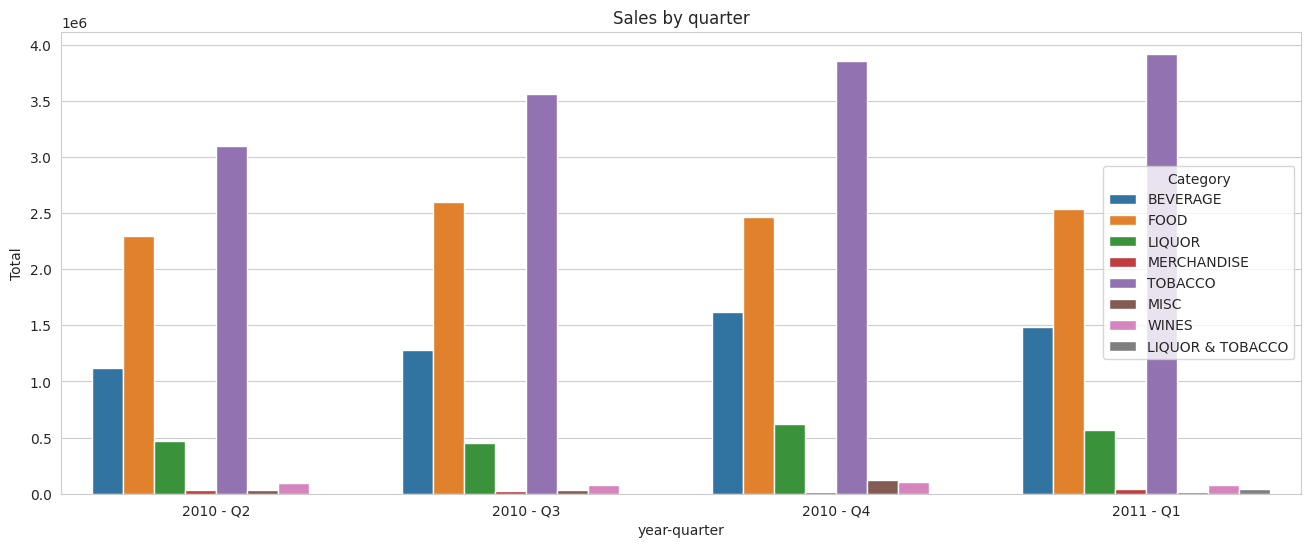 Sales by quarter
1e6
4.0
3.5
3.0
2.5
2.0
1.5
1.0
0.5
0.0
Total
Category
BEVERAGE
FOOD
LIQUOR
MERCHANDISE
TOBACCO
MISC
WINES
LIQUOR & TOBACCO
2010 - Q2
2010 - Q3
2010 - Q4
2011 - Q1
year-quarter